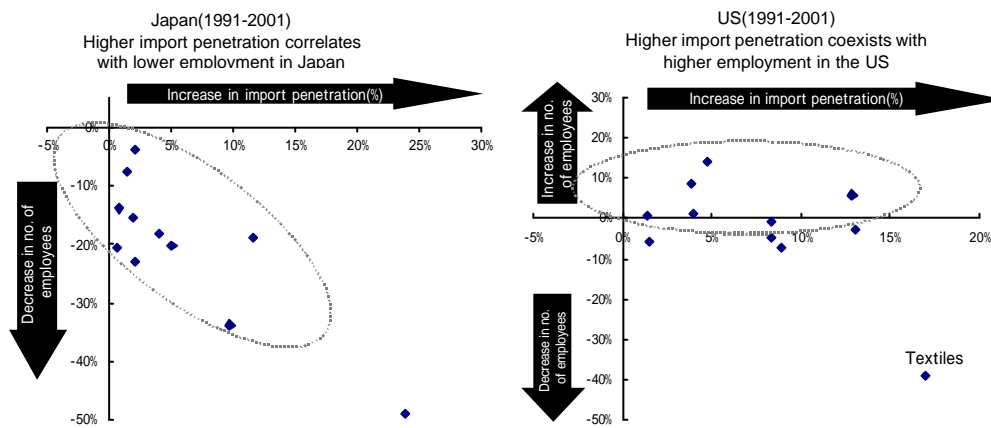 Japan(1991-2001)
Higher import penetration correlates
with lower employment in Japan
Increase in import penetration(%)
0%
-5%
0%
5%
10%
15%
20%
25%
30%
-10%
-20%
-30%
-40%
-50%
Decrease in no. of
employees
US(1991-2001)
Higher import penetration coexists with
higher employment in the US
Increase in import penetration(%)
Increase in no.
of employees
30%
20%
10%
0%
-5%
0%
5%
10%
15%
20%
-10%
-20%
-30%
-40%
-50%
Decrease in no.
of employees
Textiles